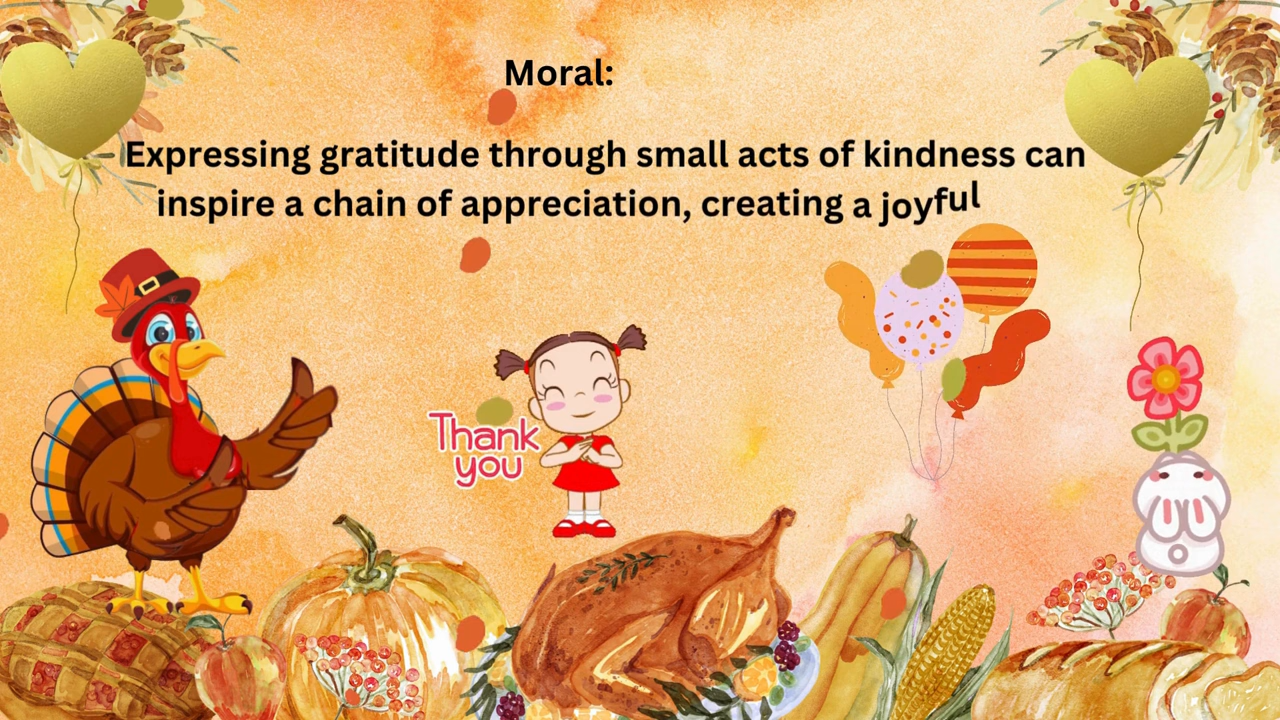 Moral:
Expressing gratitude through small acts of kindness can
inspire a chain of appreciation, creating a joyful
Thank
you